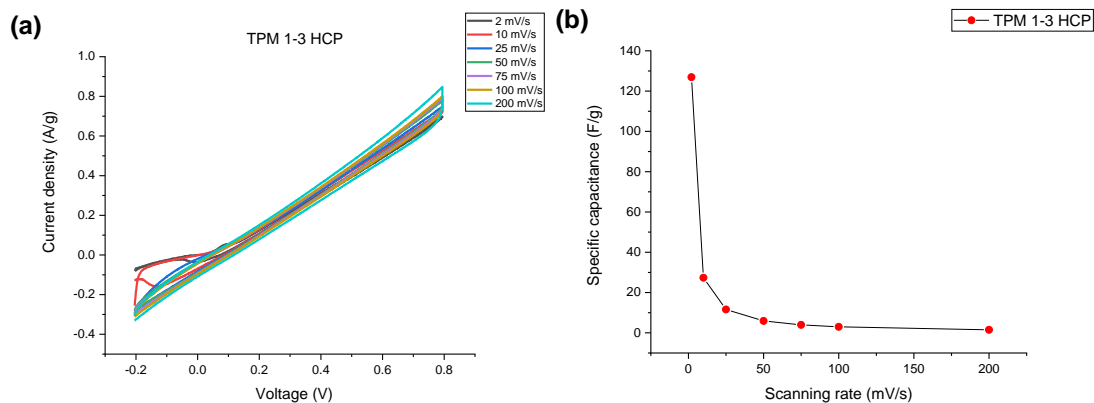 (a)
TPM 1-3 HCP
2 mV/s
10 mV/s
25 mV/s
50 mV/s
75 mV/s
100 mV/s
200 mV/s
1.0
0.8
0.6
0.4
0.2
0.0
-0.2
-0.4
Current density (A/g)
-0.2 0.0 0.2 0.4 0.6 0.8
Voltage (V)
(b)
TPM 1-3 HCP
140
120
100
80
60
40
20
0
Specific capacitance (F/g)
0 50 100 150 200
Scanning rate (mV/s)